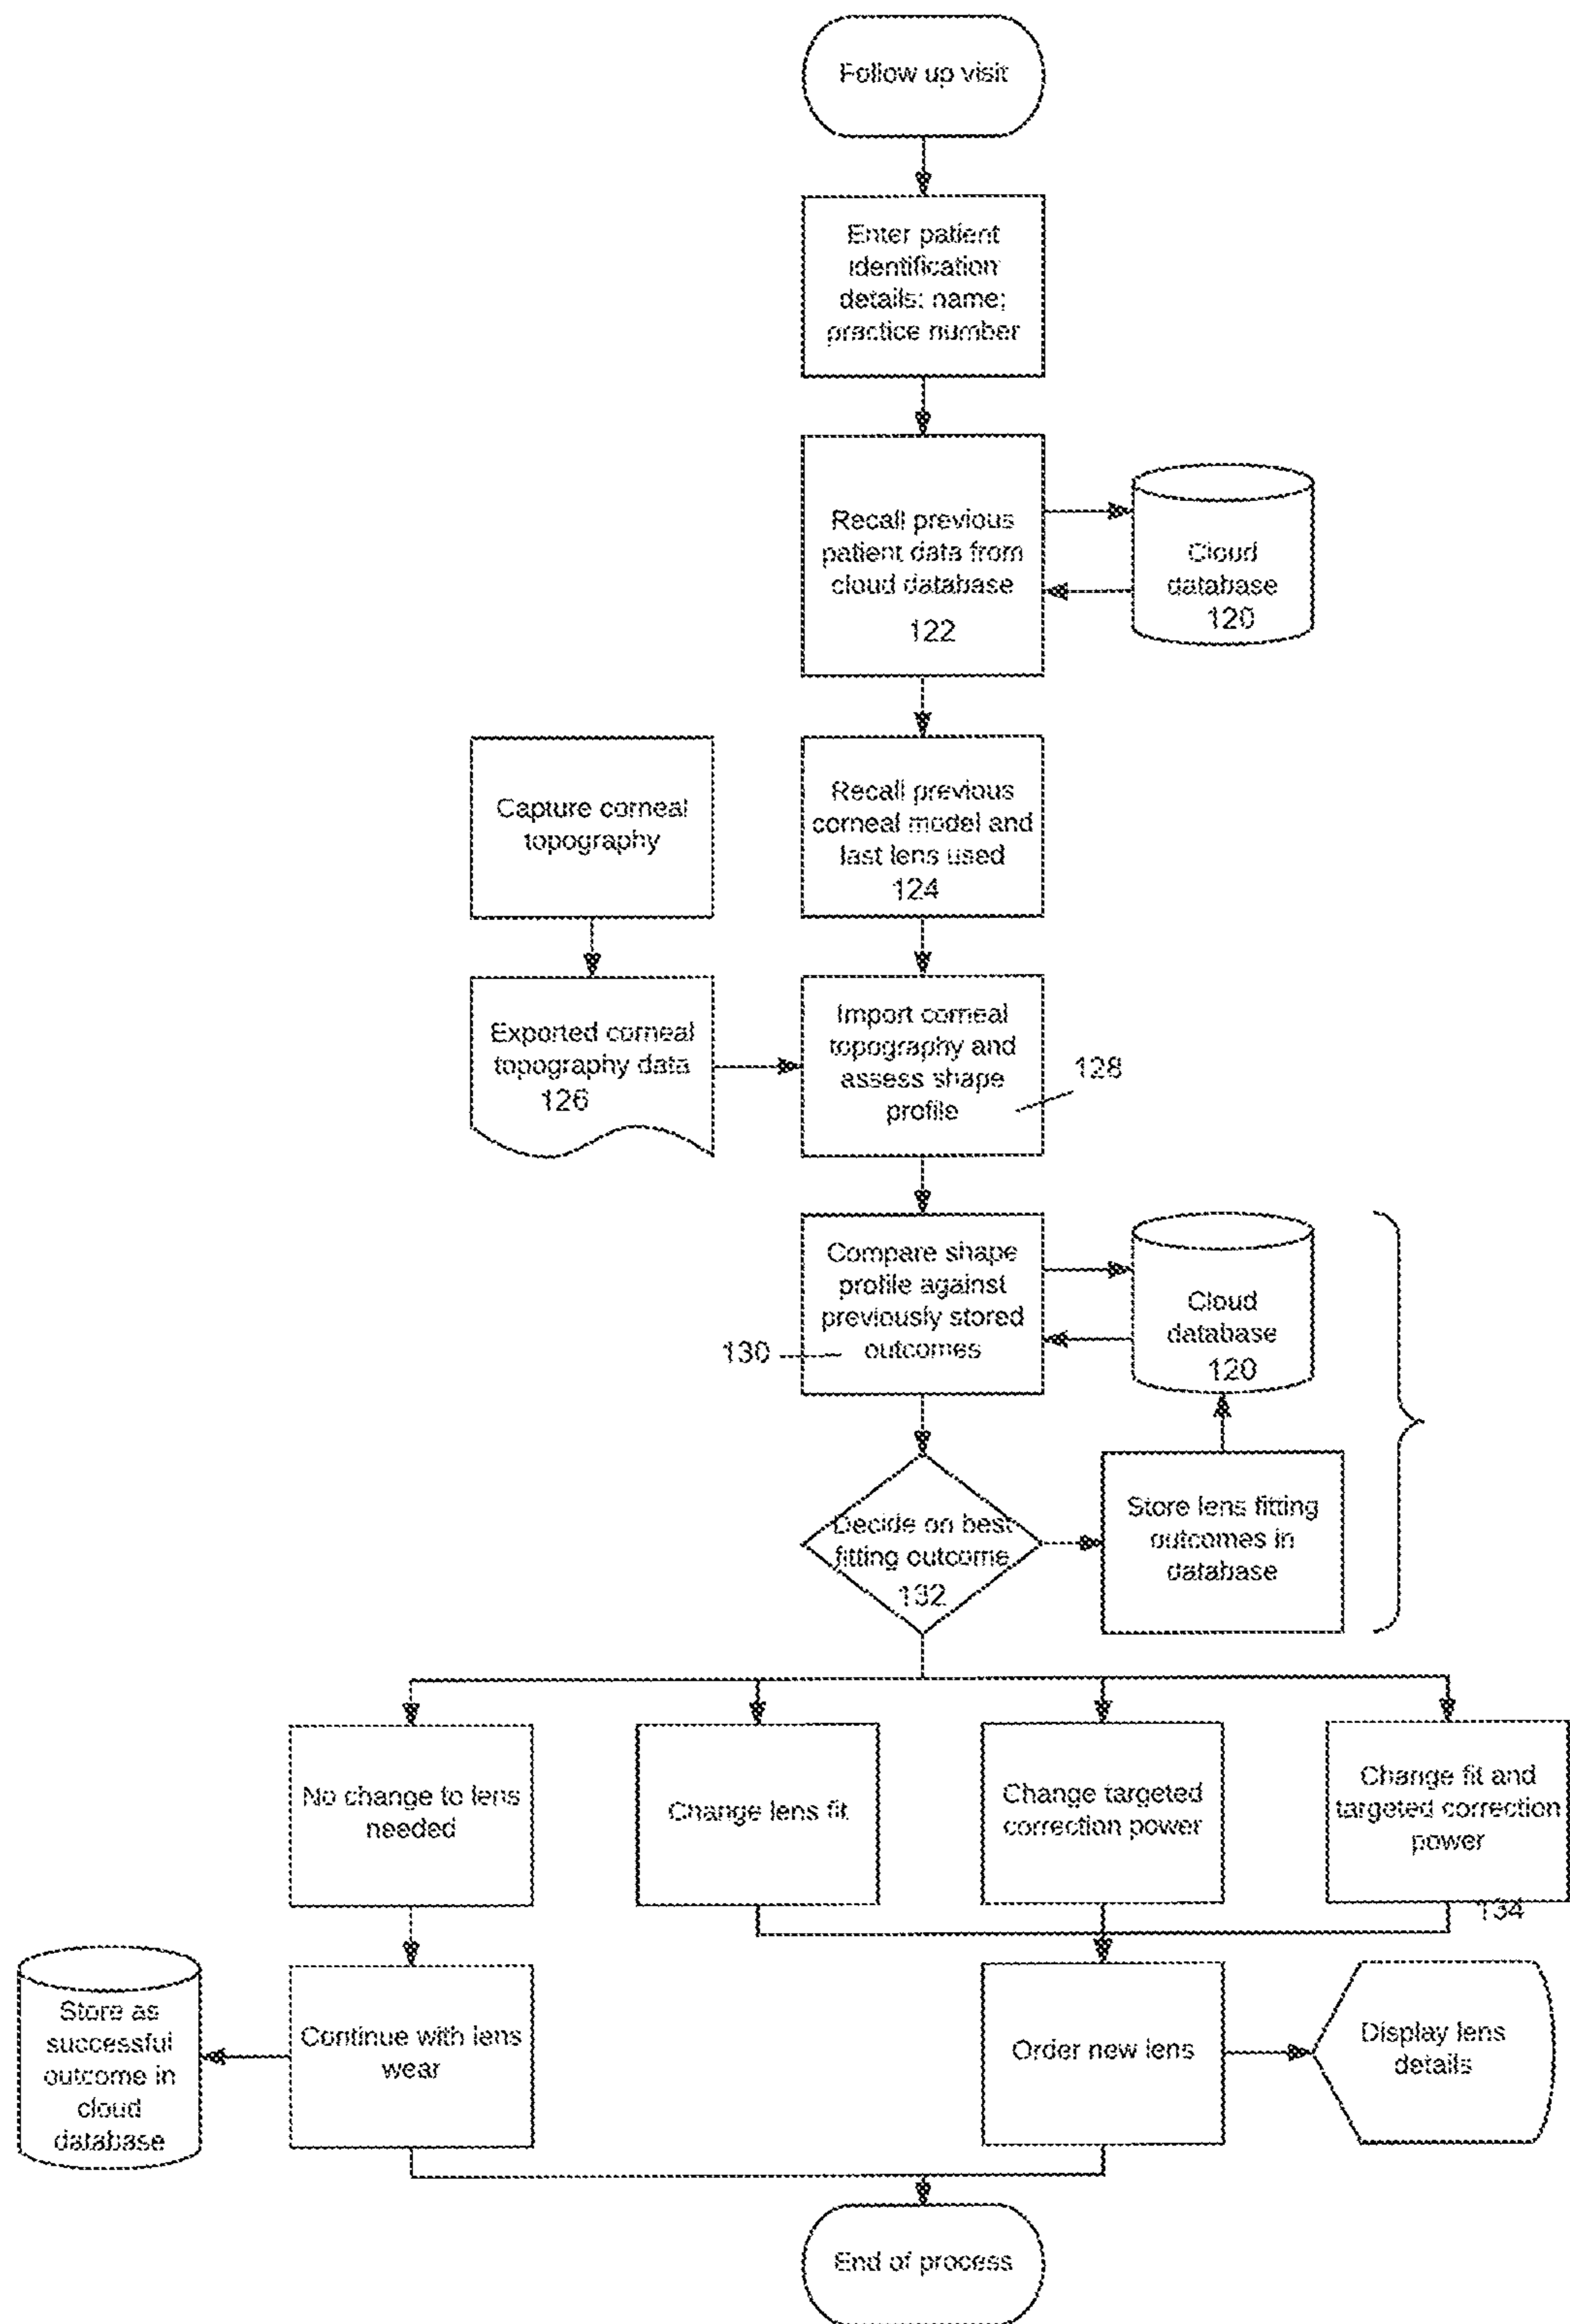 Follow up visit
Enter patient
identification
details: name;
practice number
Recall previous
patient data from
cloud database
122
Cloud
database
120
Capture corneal
topography
Recall previous
corneal model and
last lens used
124
Exported corneal
topography data
126
Import corneal
topography and
assess shape
profile
128
Compare shape
profile against
previously stored
outcomes
130
Cloud
database
120
Decide on best
fitting outcome
132
Store lens fitting
outcomes in
database
No change to lens
needed
Change lens fit
Change targeted
correction power
Change fit and
targeted correction
power
134
Store as
successful
outcome in
cloud
database
Continue with lens
wear
Order new lens
Display lens
details
End of process